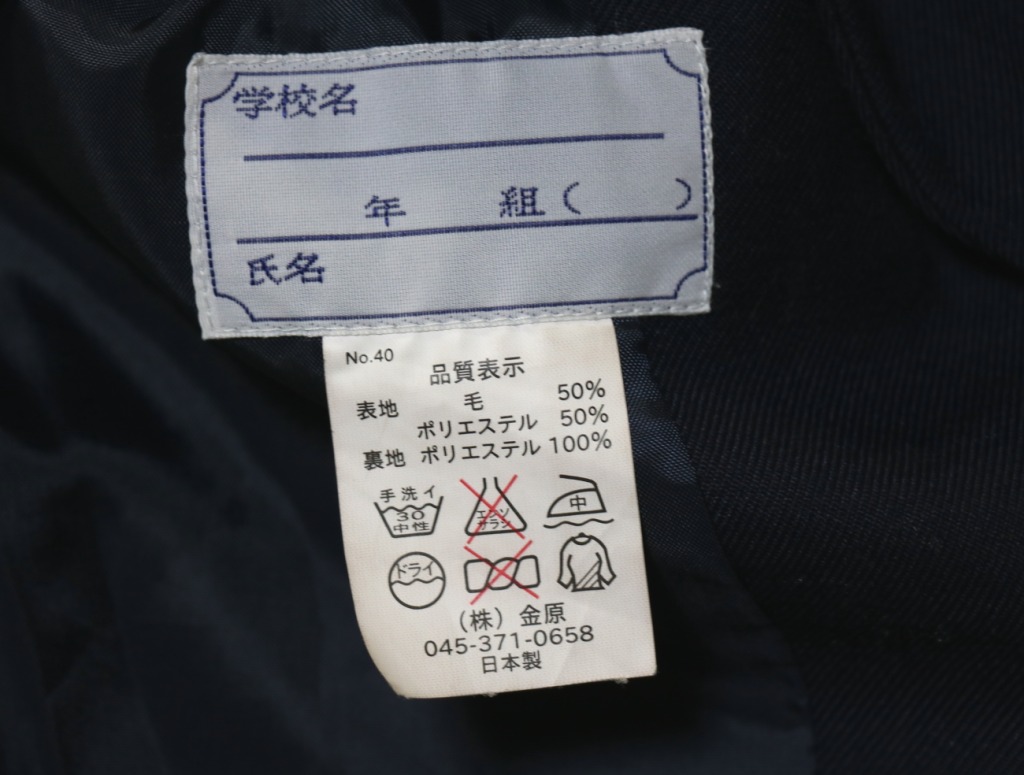 学校名
年 組( )
氏名
No.40
品質表示
表地 毛 50%
ポリエステル 50%
裏地 ポリエステル 100%
手洗イ
30
中性
エンソ
サラシ
中
ドライ
(株)金原
045-371-0658
日本製